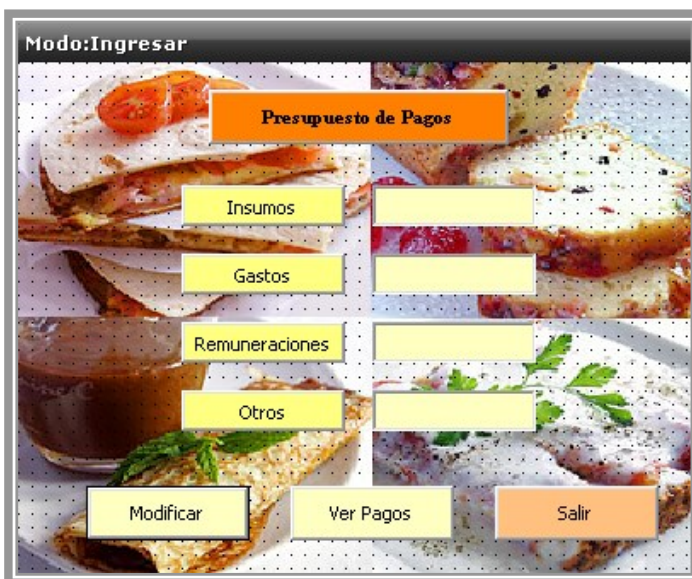 Modo:Ingresar
Presupuesto de Pagos
Insumos
Gastos
Remuneraciones
Otros
Modificar Ver Pagos Salir